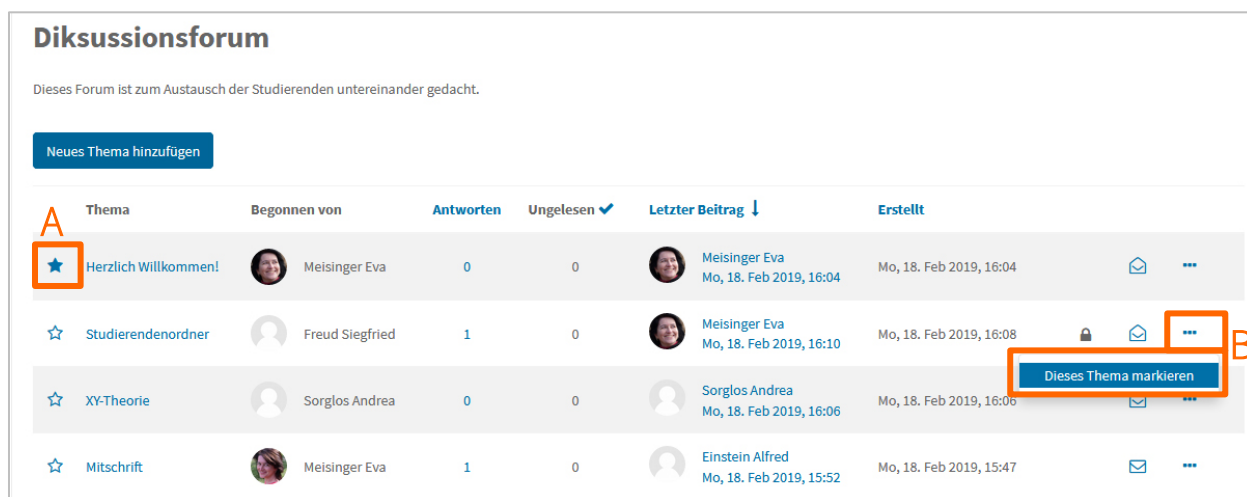 Diksussionsforum
Dieses Forum ist zum Austausch der Studierenden untereinander gedacht.
Neues Thema hinzufügen
A
Thema Begonnen von Antworten Ungelesen Letzter Beitrag Erstellt
Herzlich Willkommen! Meisinger Eva 0 0 Meisinger Eva Mo, 18. Feb 2019, 16:04
Mo, 18. Feb 2019, 16:04
Studierendenordner Freud Siegfried 1 0 Meisinger Eva Mo, 18. Feb 2019, 16:08
Mo, 18. Feb 2019, 16:10
B
Dieses Thema markieren
XY-Theorie Sorglos Andrea 0 0 Sorglos Andrea Mo, 18. Feb 2019, 16:06
Mo, 18. Feb 2019, 16:06
Mitschrift Meisinger Eva 1 0 Einstein Alfred Mo, 18. Feb 2019, 15:47
Mo, 18. Feb 2019, 15:52